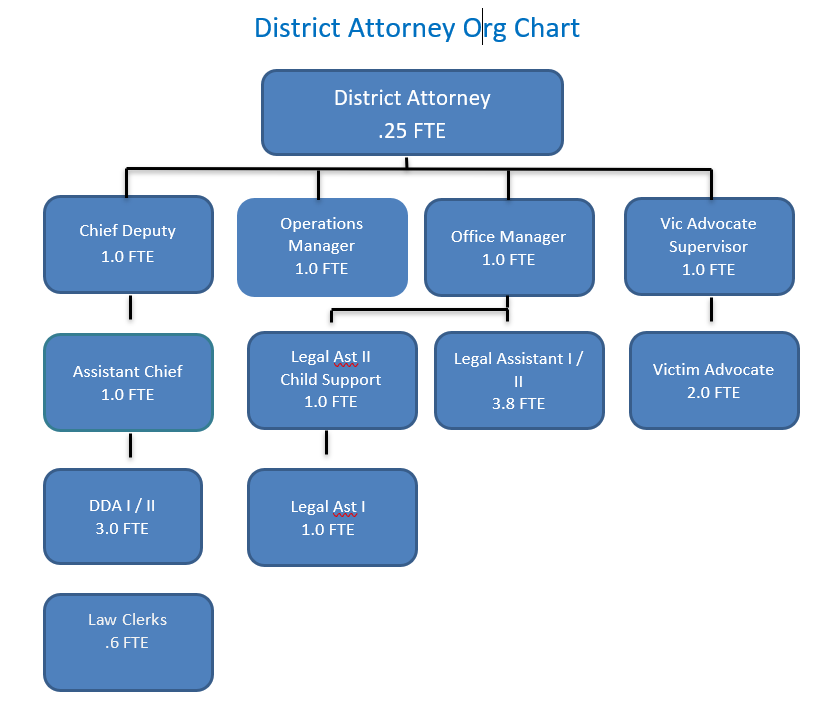 District Attorney Org Chart
District Attorney
.25 FTE
Chief Deputy
1.0 FTE
Operations
Manager
1.0 FTE
Office Manager
1.0 FTE
Vic Advocate
Supervisor
1.0 FTE
Assistant Chief
1.0 FTE
Legal Ast II
Child Support
1.0 FTE
Legal Assistant I /
II
3.8 FTE
Victim Advocate
2.0 FTE
DDA I / II
3.0 FTE
Legal Ast I
1.0 FTE
Law Clerks
.6 FTE